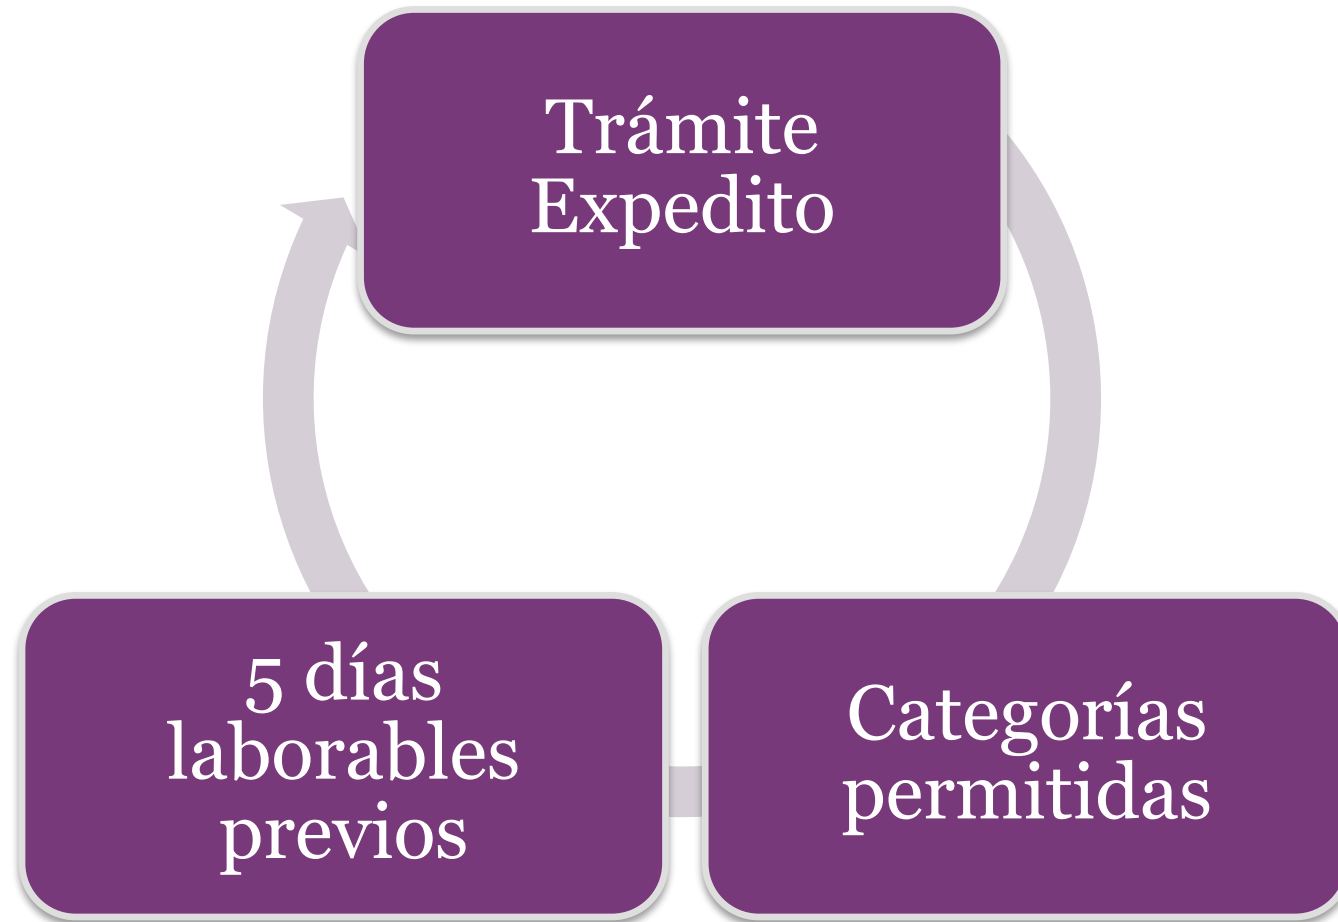 Trámite
Expedito
5 días
laborables
previos
Categorías
permitidas